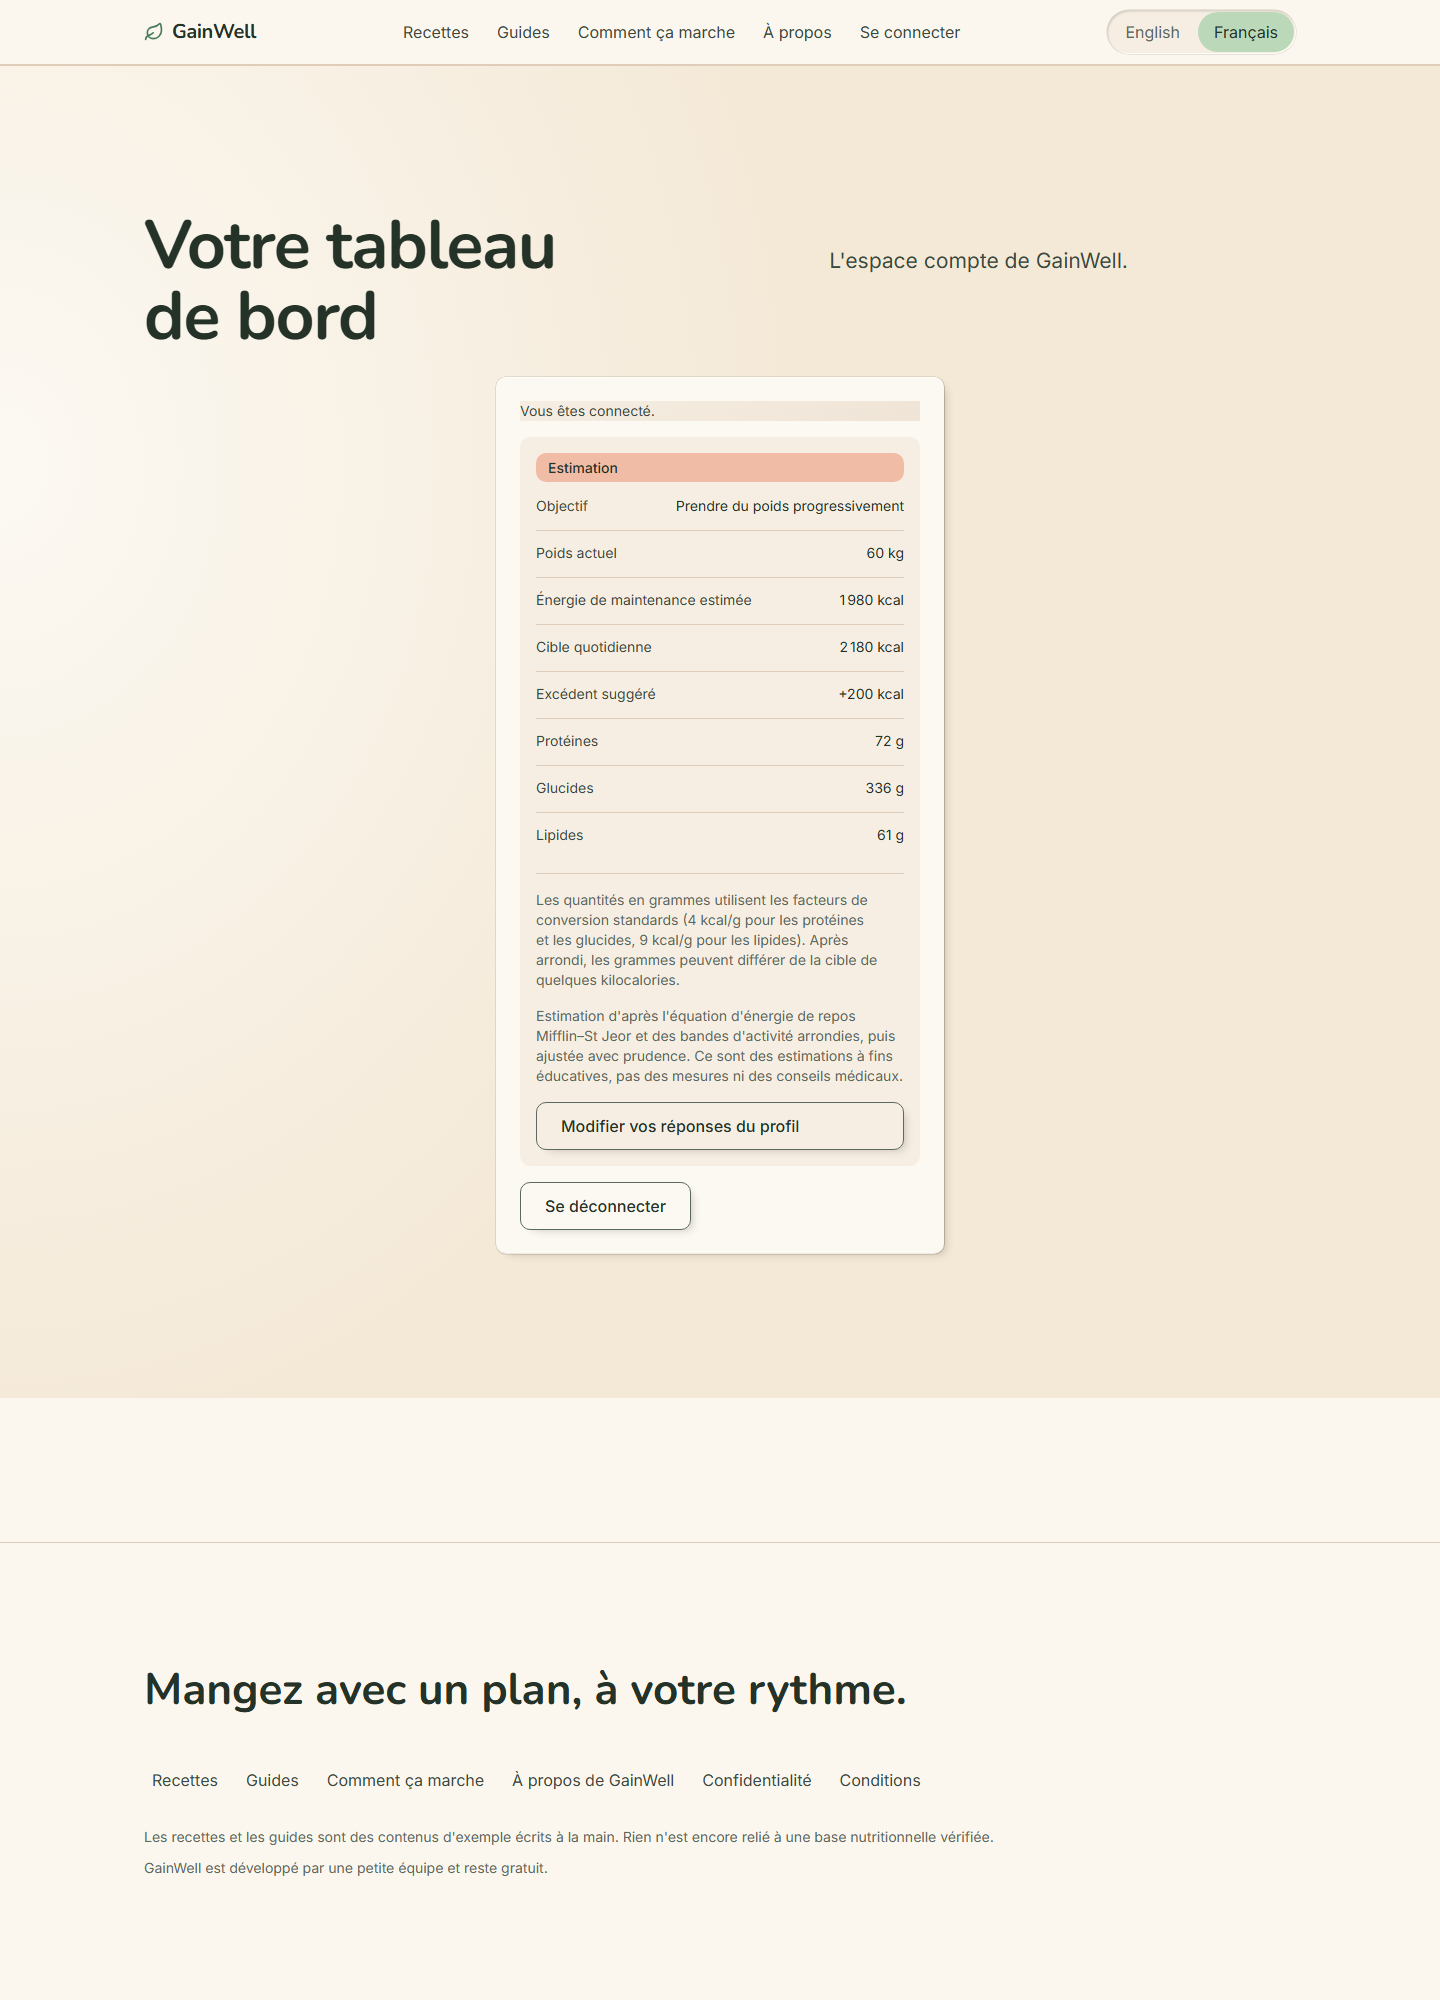 GainWell
Recettes
Guides
Comment ça marche
À propos
Se connecter
English
Français
Votre tableau
de bord
L'espace compte de GainWell.
Vous êtes connecté.
Estimation
Objectif Prendre du poids progressivement
Poids actuel 60 kg
Énergie de maintenance estimée 1 980 kcal
Cible quotidienne 2 180 kcal
Excédent suggéré +200 kcal
Protéines 72 g
Glucides 336 g
Lipides 61 g
Les quantités en grammes utilisent les facteurs de
conversion standards (4 kcal/g pour les protéines
et les glucides, 9 kcal/g pour les lipides). Après
arrondi, les grammes peuvent différer de la cible de
quelques kilocalories.
Estimation d'après l'équation d'énergie de repos
Mifflin–St Jeor et des bandes d'activité arrondies, puis
ajustée avec prudence. Ce sont des estimations à fins
éducatives, pas des mesures ni des conseils médicaux.
Modifier vos réponses du profil
Se déconnecter
Mangez avec un plan, à votre rythme.
Recettes
Guides
Comment ça marche
À propos de GainWell
Confidentialité
Conditions
Les recettes et les guides sont des contenus d'exemple écrits à la main. Rien n'est encore relié à une base nutritionnelle vérifiée.
GainWell est développé par une petite équipe et reste gratuit.